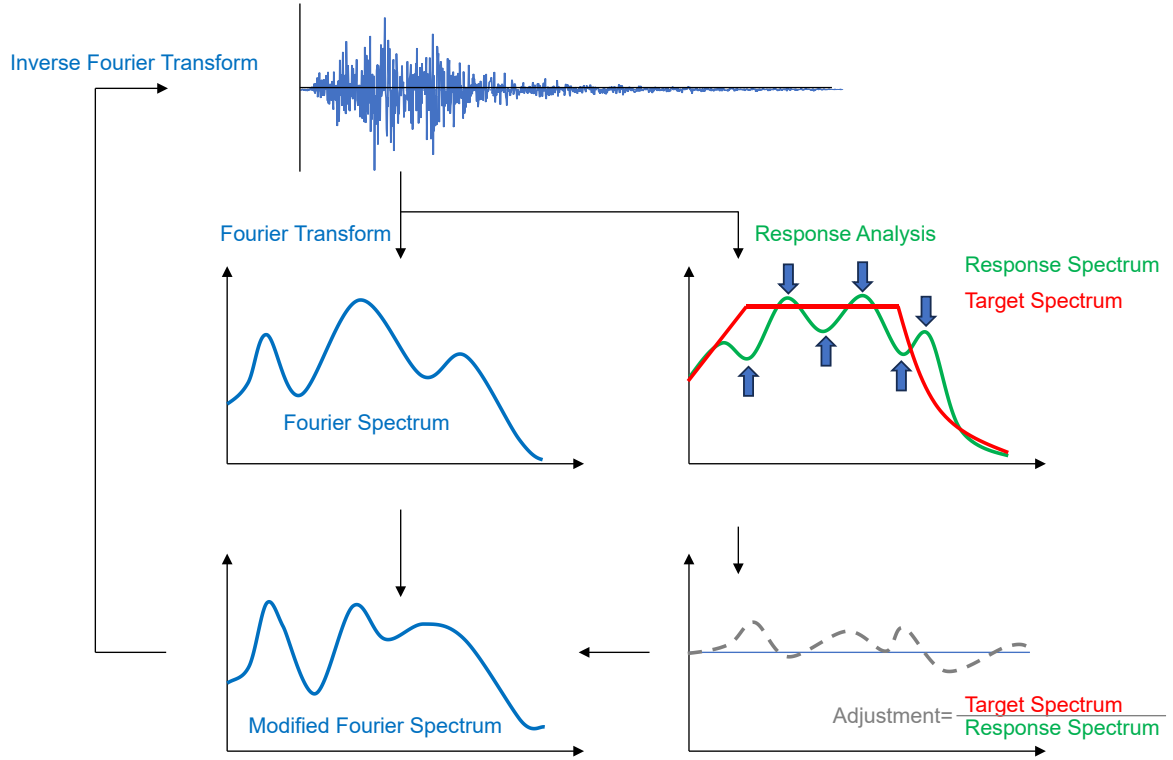 Inverse Fourier Transform
Fourier Transform
Response Analysis
Response Spectrum
Target Spectrum
Fourier Spectrum
Modified Fourier Spectrum
Adjustment=
Target Spectrum
Response Spectrum